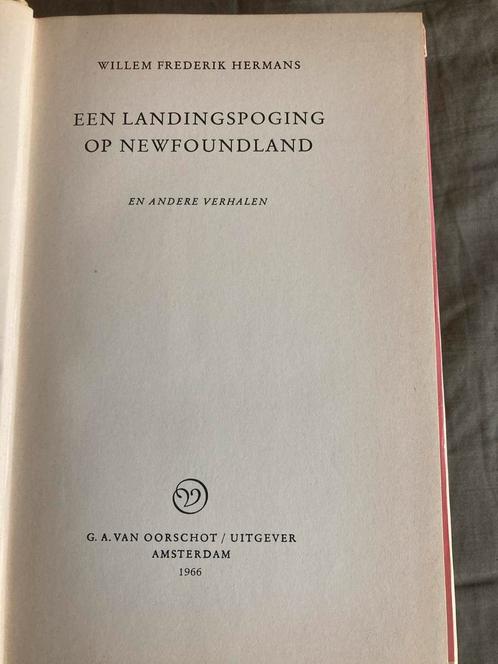 WILLEM FREDERIK HERMANS
EEN LANDINGSPOGING
OP NEWFOUNDLAND
EN ANDERE VERHALEN
G. A. VAN OORSCHOT / UITGEVER
AMSTERDAM
1966